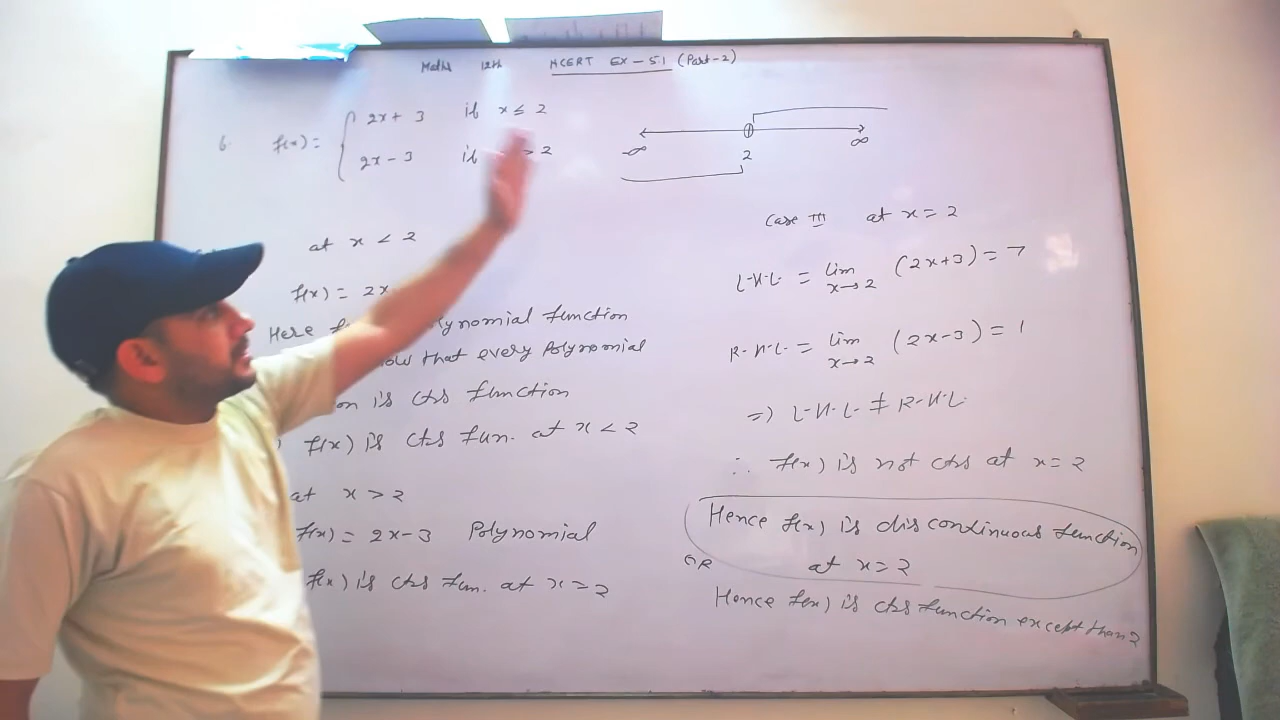 Maths 12th NCERT EX-5.1 (Part-2)
6. f(x) = { 2x+3 if x ≤ 2
2x-3 if > 2
-∞ 2 ∞
at x < 2
f(x) = 2x
Here polynomial function
that every Polynomial
is cts function
f(x) is cts fun. at x < 2
at x > 2
f(x) = 2x-3 Polynomial
f(x) is cts fun. at x = 2
Case III at x = 2
L.H.L. = lim x→2 (2x+3) = 7
R.H.L. = lim x→2 (2x-3) = 1
=) L.H.L. ≠ R.H.L.
∴ f(x) is not cts at x = 2
Hence f(x) is discontinuous function
at x = 2
OR
Hence f(x) is cts function except than 2